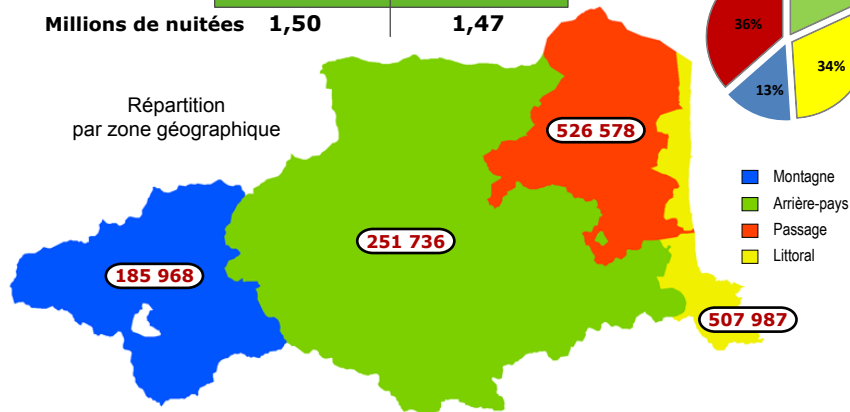 Millions de nuitées 1,50 1,47
36%
34%
13%
Répartition
par zone géographique
526 578
Montagne
Arrière-pays
Passage
Littoral
251 736
185 968
507 987